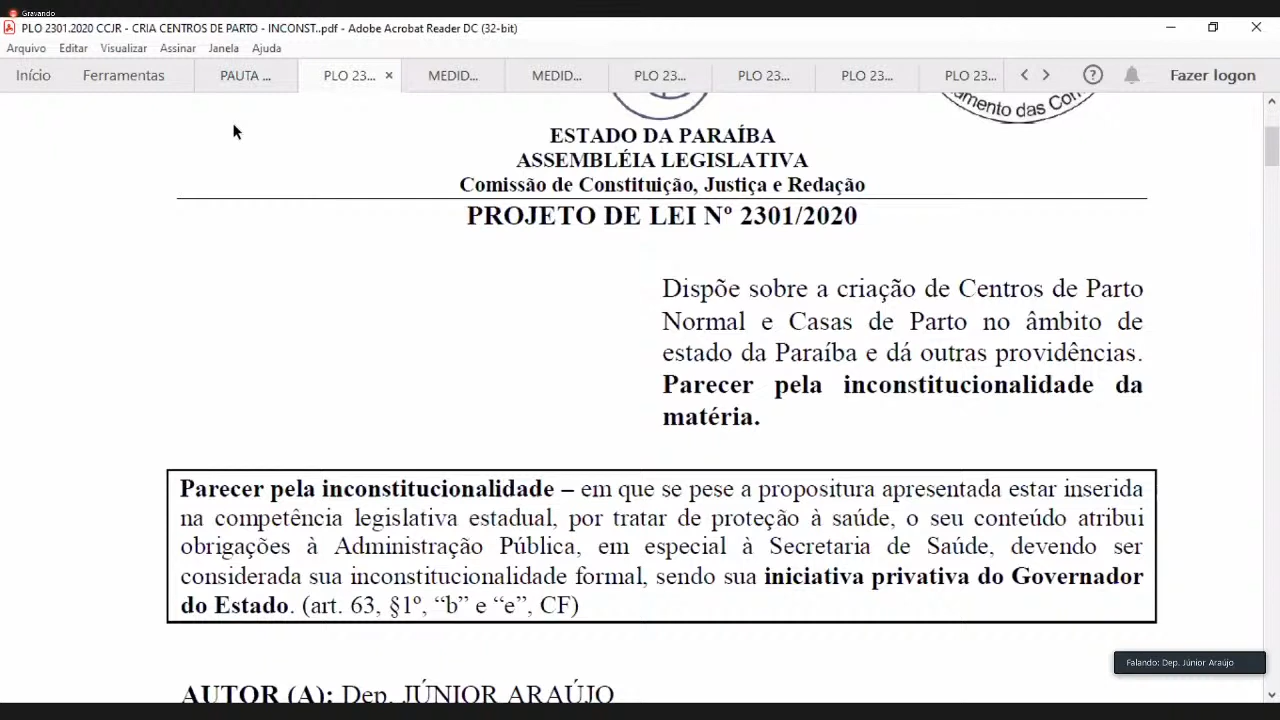 Gravando
PLO 2301.2020 CCJR - CRIA CENTROS DE PARTO - INCONST..pdf - Adobe Acrobat Reader DC (32-bit)
Arquivo Editar Visualizar Assinar Janela Ajuda
Início Ferramentas PAUTA ... PLO 23... × MEDID... MEDID... PLO 23... PLO 23... PLO 23... PLO 23... Fazer logon
amento das Com
ESTADO DA PARAÍBA
ASSEMBLÉIA LEGISLATIVA
Comissão de Constituição, Justiça e Redação
PROJETO DE LEI Nº 2301/2020
Dispõe sobre a criação de Centros de Parto
Normal e Casas de Parto no âmbito de
estado da Paraíba e dá outras providências.
Parecer pela inconstitucionalidade da
matéria.
Parecer pela inconstitucionalidade – em que se pese a propositura apresentada estar inserida
na competência legislativa estadual, por tratar de proteção à saúde, o seu conteúdo atribui
obrigações à Administração Pública, em especial à Secretaria de Saúde, devendo ser
considerada sua inconstitucionalidade formal, sendo sua iniciativa privativa do Governador
do Estado. (art. 63, §1º, “b” e “e”, CF)
Falando: Dep. Júnior Araújo
AUTOR (A): Dep. JÚNIOR ARAÚJO